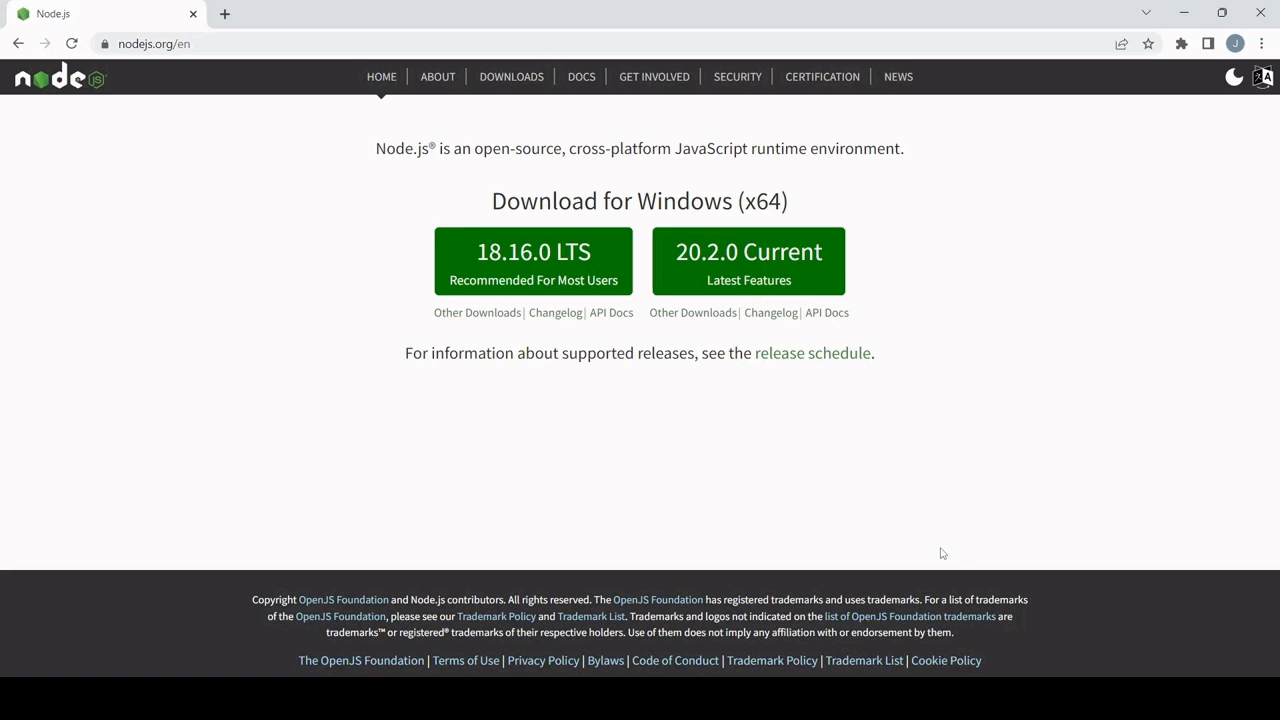 Node.js
nodejs.org/en
J
node JS
HOME
ABOUT
DOWNLOADS
DOCS
GET INVOLVED
SECURITY
CERTIFICATION
NEWS
Node.js® is an open-source, cross-platform JavaScript runtime environment.
Download for Windows (x64)
18.16.0 LTS
Recommended For Most Users
20.2.0 Current
Latest Features
Other Downloads | Changelog | API Docs
Other Downloads | Changelog | API Docs
For information about supported releases, see the release schedule.
Copyright OpenJS Foundation and Node.js contributors. All rights reserved. The OpenJS Foundation has registered trademarks and uses trademarks. For a list of trademarks
of the OpenJS Foundation, please see our Trademark Policy and Trademark List. Trademarks and logos not indicated on the list of OpenJS Foundation trademarks are
trademarks™ or registered® trademarks of their respective holders. Use of them does not imply any affiliation with or endorsement by them.
The OpenJS Foundation | Terms of Use | Privacy Policy | Bylaws | Code of Conduct | Trademark Policy | Trademark List | Cookie Policy